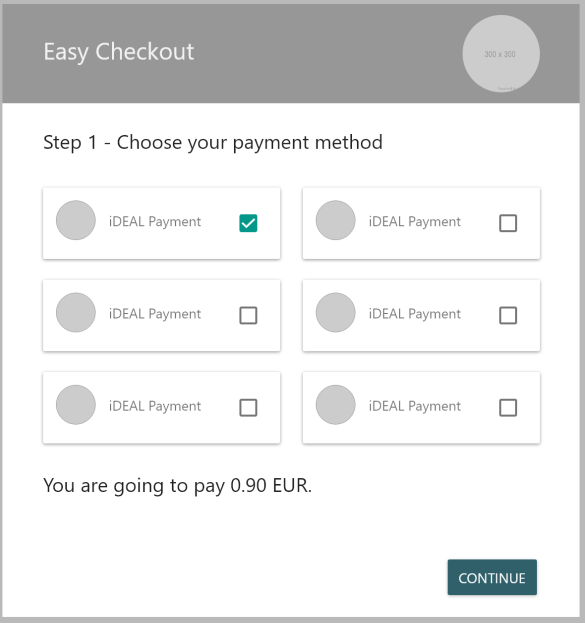 Easy Checkout
300 x 300
Step 1 - Choose your payment method
iDEAL Payment
iDEAL Payment
iDEAL Payment
iDEAL Payment
iDEAL Payment
iDEAL Payment
You are going to pay 0.90 EUR.
CONTINUE